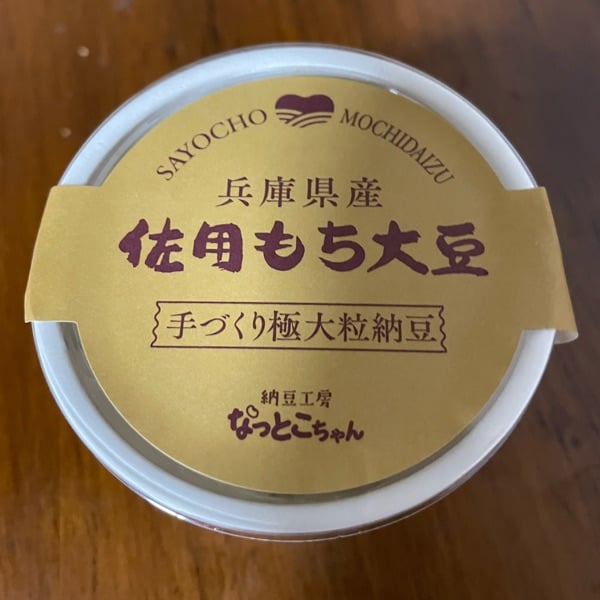 SAYOCHO MOCHIDAIZU
兵庫県産
佐用もち大豆
手づくり極大粒納豆
納豆工房
なっとこちゃん